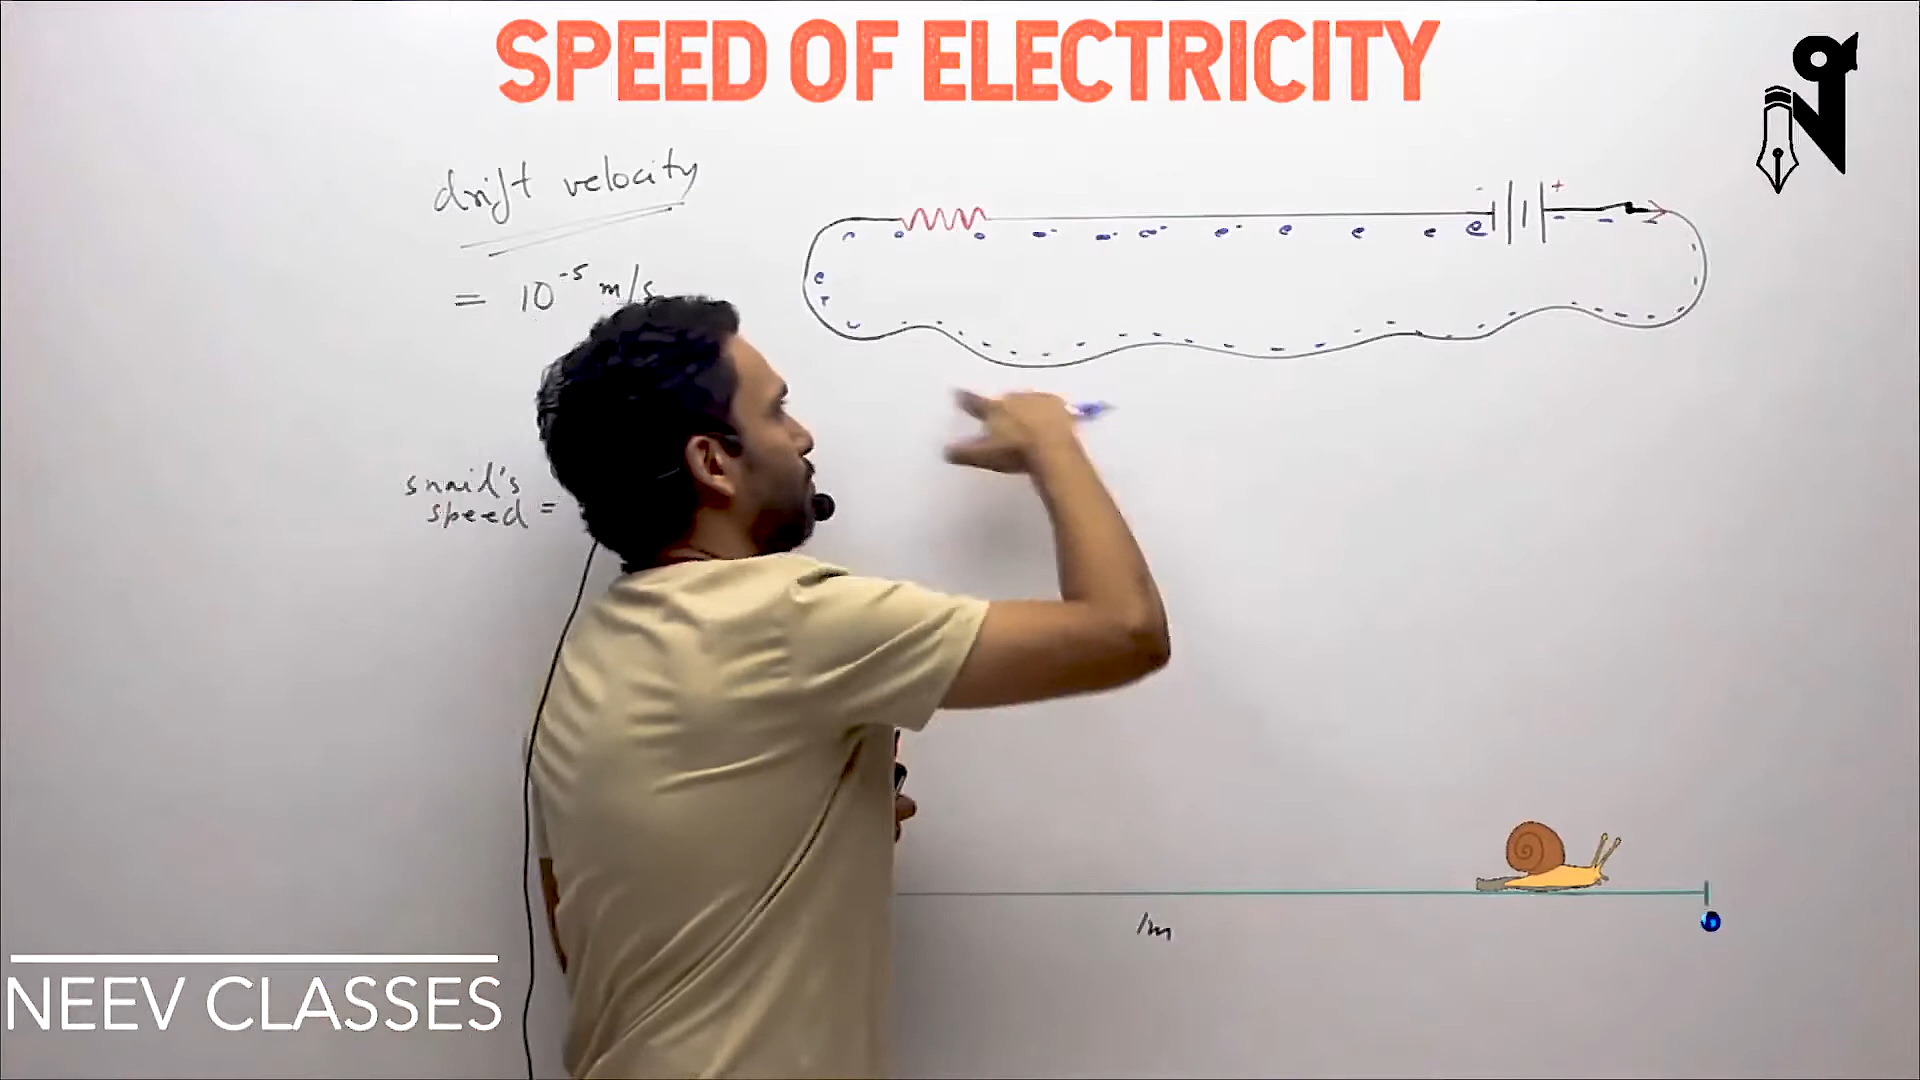 SPEED OF ELECTRICITY
drift velocity
= 10⁻⁵ m/s
- +
e e e e e
e
snail's
speed =
1m
NEEV CLASSES